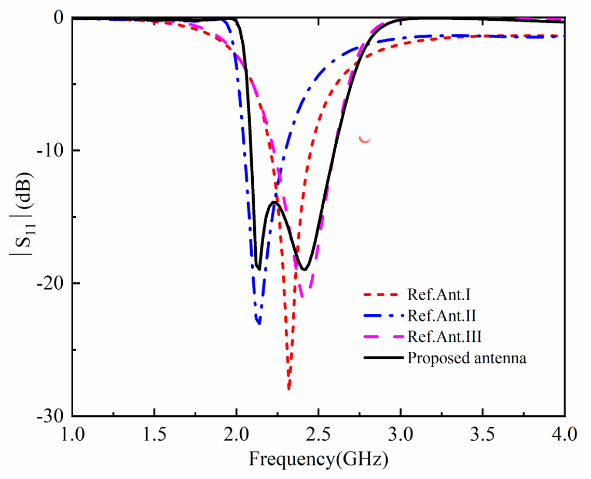 0
-10
-20
-30
|S11|(dB)
Ref.Ant.I
Ref.Ant.II
Ref.Ant.III
Proposed antenna
1.0 1.5 2.0 2.5 3.0 3.5 4.0
Frequency(GHz)